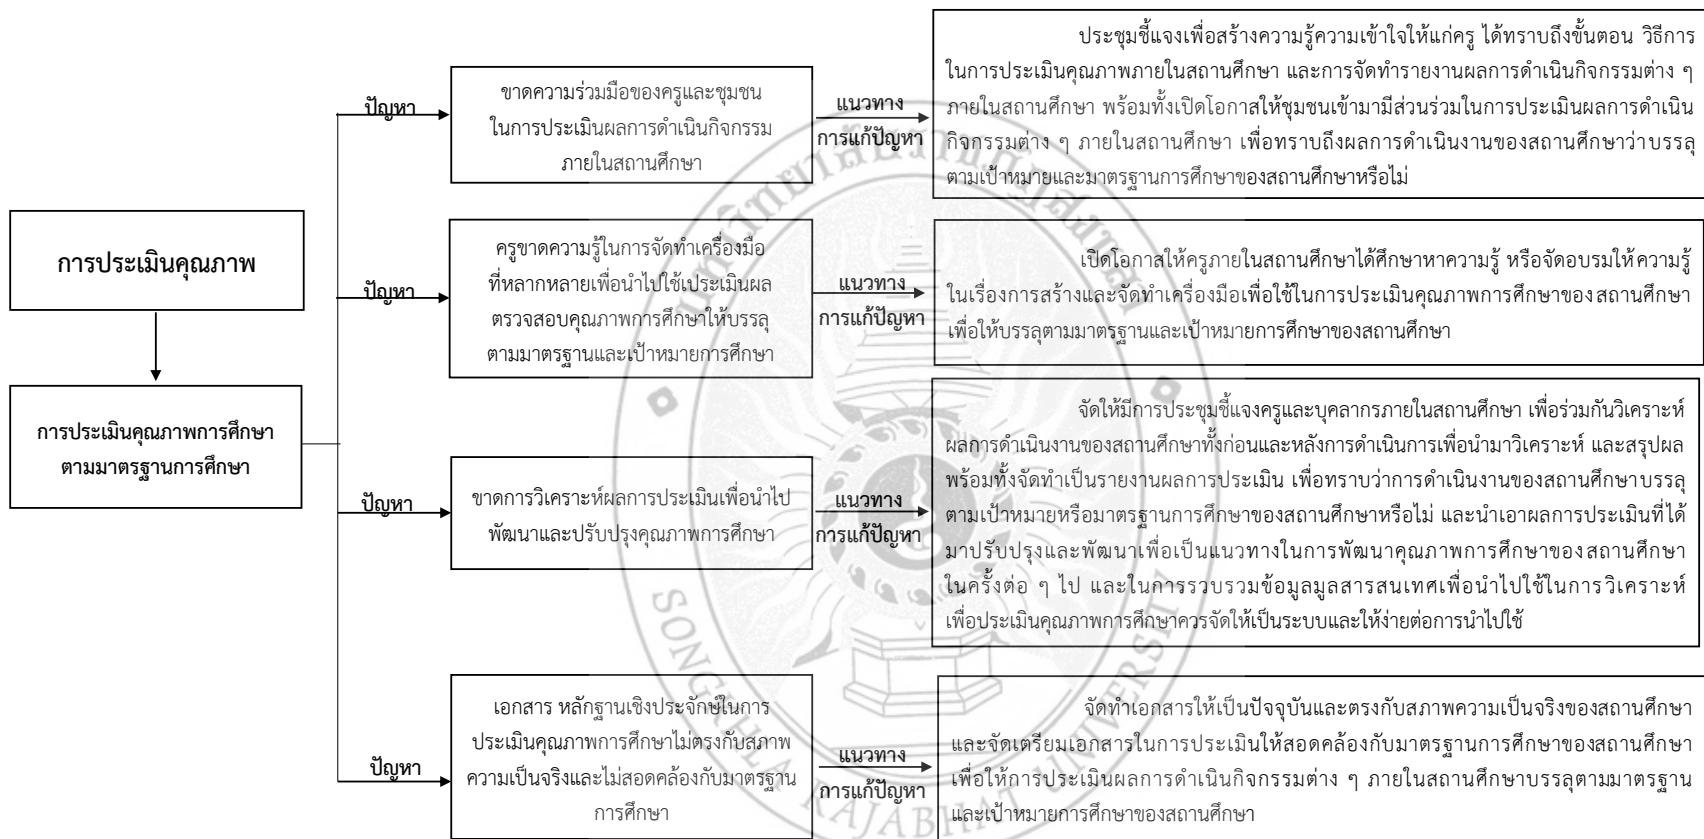 การประเมินคุณภาพ
การประเมินคุณภาพการศึกษา
ตามมาตรฐานการศึกษา
ปัญหา
ขาดความร่วมมือของครูและชุมชน
ในการประเมินผลการดำเนินกิจกรรม
ภายในสถานศึกษา
แนวทาง
การแก้ปัญหา
ประชุมชี้แจงเพื่อสร้างความรู้ความเข้าใจให้แก่ครู ได้ทราบถึงขั้นตอน วิธีการ
ในการประเมินคุณภาพภายในสถานศึกษา และการจัดทำรายงานผลการดำเนินกิจกรรมต่าง ๆ
ภายในสถานศึกษา พร้อมทั้งเปิดโอกาสให้ชุมชนเข้ามามีส่วนร่วมในการประเมินผลการดำเนิน
กิจกรรมต่าง ๆ ภายในสถานศึกษา เพื่อทราบถึงผลการดำเนินงานของสถานศึกษาว่าบรรลุ
ตามเป้าหมายและมาตรฐานการศึกษาของสถานศึกษาหรือไม่
ปัญหา
ครูขาดความรู้ในการจัดทำเครื่องมือ
ที่หลากหลายเพื่อนำไปใช้เประเมินผล
ตรวจสอบคุณภาพการศึกษาให้บรรลุ
ตามมาตรฐานและเป้าหมายการศึกษา
แนวทาง
การแก้ปัญหา
เปิดโอกาสให้ครูภายในสถานศึกษาได้ศึกษาหาความรู้ หรือจัดอบรมให้ความรู้
ในเรื่องการสร้างและจัดทำเครื่องมือเพื่อใช้ในการประเมินคุณภาพการศึกษาของสถานศึกษา
เพื่อให้บรรลุตามมาตรฐานและเป้าหมายการศึกษาของสถานศึกษา
ปัญหา
ขาดการวิเคราะห์ผลการประเมินเพื่อนำไป
พัฒนาและปรับปรุงคุณภาพการศึกษา
แนวทาง
การแก้ปัญหา
จัดให้มีการประชุมชี้แจงครูและบุคลากรภายในสถานศึกษา เพื่อร่วมกันวิเคราะห์
ผลการดำเนินงานของสถานศึกษาทั้งก่อนและหลังการดำเนินการเพื่อนำมาวิเคราะห์ และสรุปผล
พร้อมทั้งจัดทำเป็นรายงานผลการประเมิน เพื่อทราบว่าการดำเนินงานของสถานศึกษาบรรลุ
ตามเป้าหมายหรือมาตรฐานการศึกษาของสถานศึกษาหรือไม่ และนำเอาผลการประเมินที่ได้
มาปรับปรุงและพัฒนาเพื่อเป็นแนวทางในการพัฒนาคุณภาพการศึกษาของสถานศึกษา
ในครั้งต่อ ๆ ไป และในการรวบรวมข้อมูลมูลสารสนเทศเพื่อนำไปใช้ในการวิเคราะห์
เพื่อประเมินคุณภาพการศึกษาควรจัดให้เป็นระบบและให้ง่ายต่อการนำไปใช้
ปัญหา
เอกสาร หลักฐานเชิงประจักษ์ในการ
ประเมินคุณภาพการศึกษาไม่ตรงกับสภาพ
ความเป็นจริงและไม่สอดคล้องกับมาตรฐาน
การศึกษา
แนวทาง
การแก้ปัญหา
จัดทำเอกสารให้เป็นปัจจุบันและตรงกับสภาพความเป็นจริงของสถานศึกษา
และจัดเตรียมเอกสารในการประเมินให้สอดคล้องกับมาตรฐานการศึกษาของสถานศึกษา
เพื่อให้การประเมินผลการดำเนินกิจกรรมต่าง ๆ ภายในสถานศึกษาบรรลุตามมาตรฐาน
และเป้าหมายการศึกษาของสถานศึกษา
มหาวิทยาลัยราชภัฏสงขลา
SONGKHLA RAJABHAT UNIVERSITY